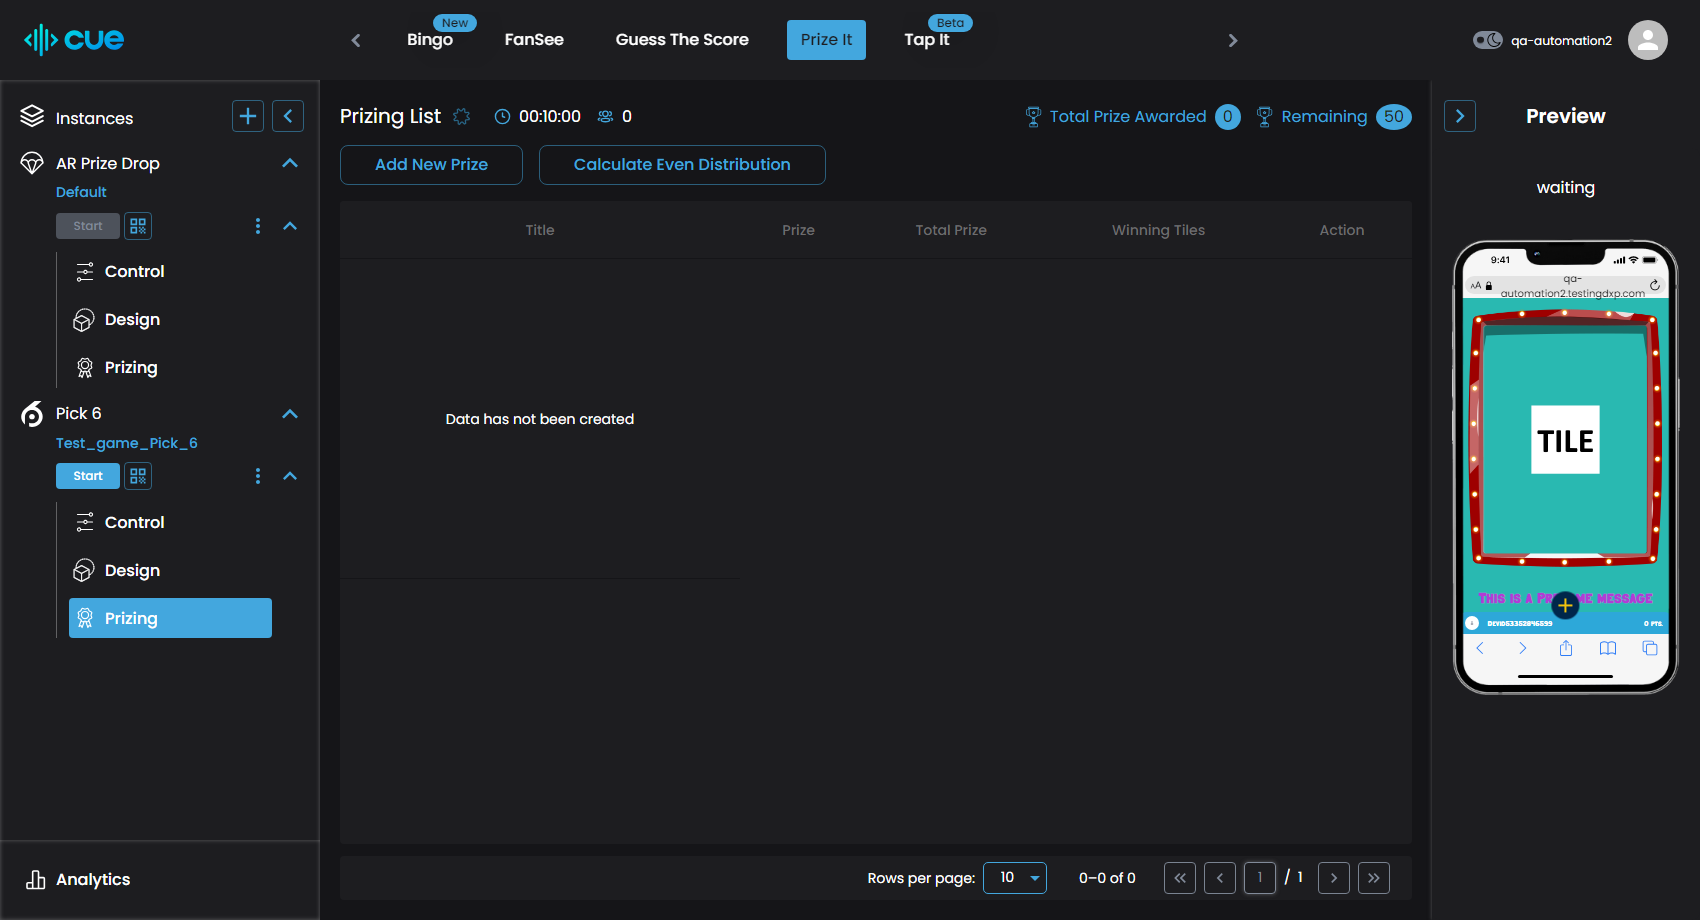 cue
New
Bingo
FanSee
Guess The Score
Prize It
Beta
Tap It
qa-automation2
Instances
AR Prize Drop
Default
Start
Control
Design
Prizing
Pick 6
Test_game_Pick_6
Start
Control
Design
Prizing
Analytics
Prizing List
00:10:00
0
Total Prize Awarded 0
Remaining 50
Add New Prize
Calculate Even Distribution
Title
Prize
Total Prize
Winning Tiles
Action
Data has not been created
Rows per page:
10
0–0 of 0
1
/ 1
Preview
waiting
9:41
AA
qa-
automation2.testingdxp.com
TILE
This is a Pr me message
0 PTS.